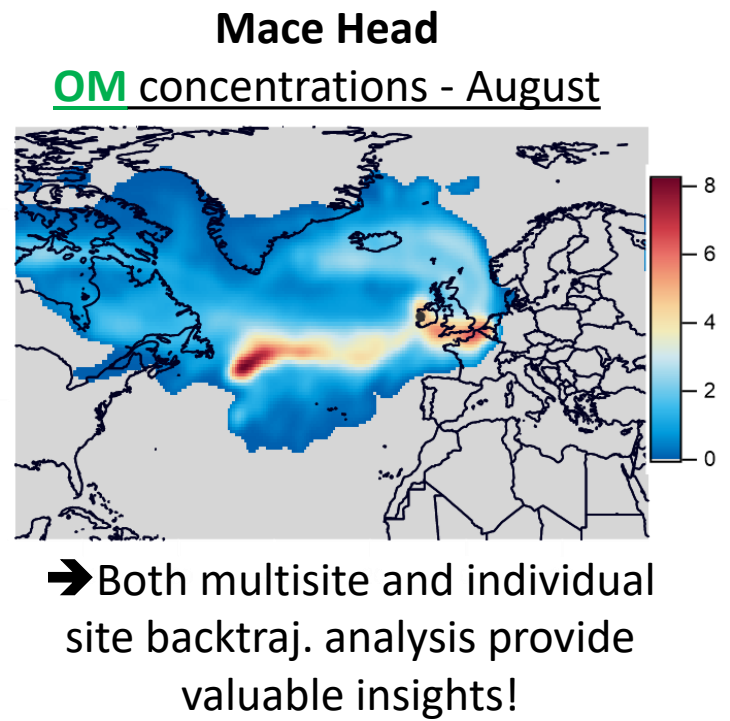 Mace Head
OM concentrations - August
8
6
4
2
0
➔Both multisite and individual
site backtraj. analysis provide
valuable insights!